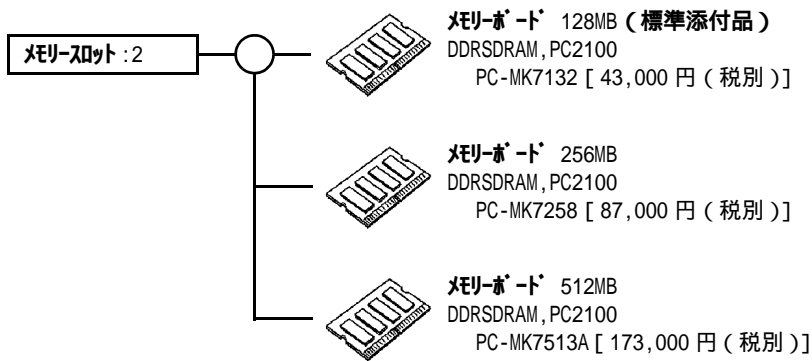 メモリースロット:2
メモリーボード 128MB(標準添付品)
DDRSDRAM,PC2100
PC-MK7132 [ 43,000 円(税別)]
メモリーボード 256MB
DDRSDRAM,PC2100
PC-MK7258 [ 87,000 円(税別)]
メモリーボード 512MB
DDRSDRAM,PC2100
PC-MK7513A [ 173,000 円(税別)]